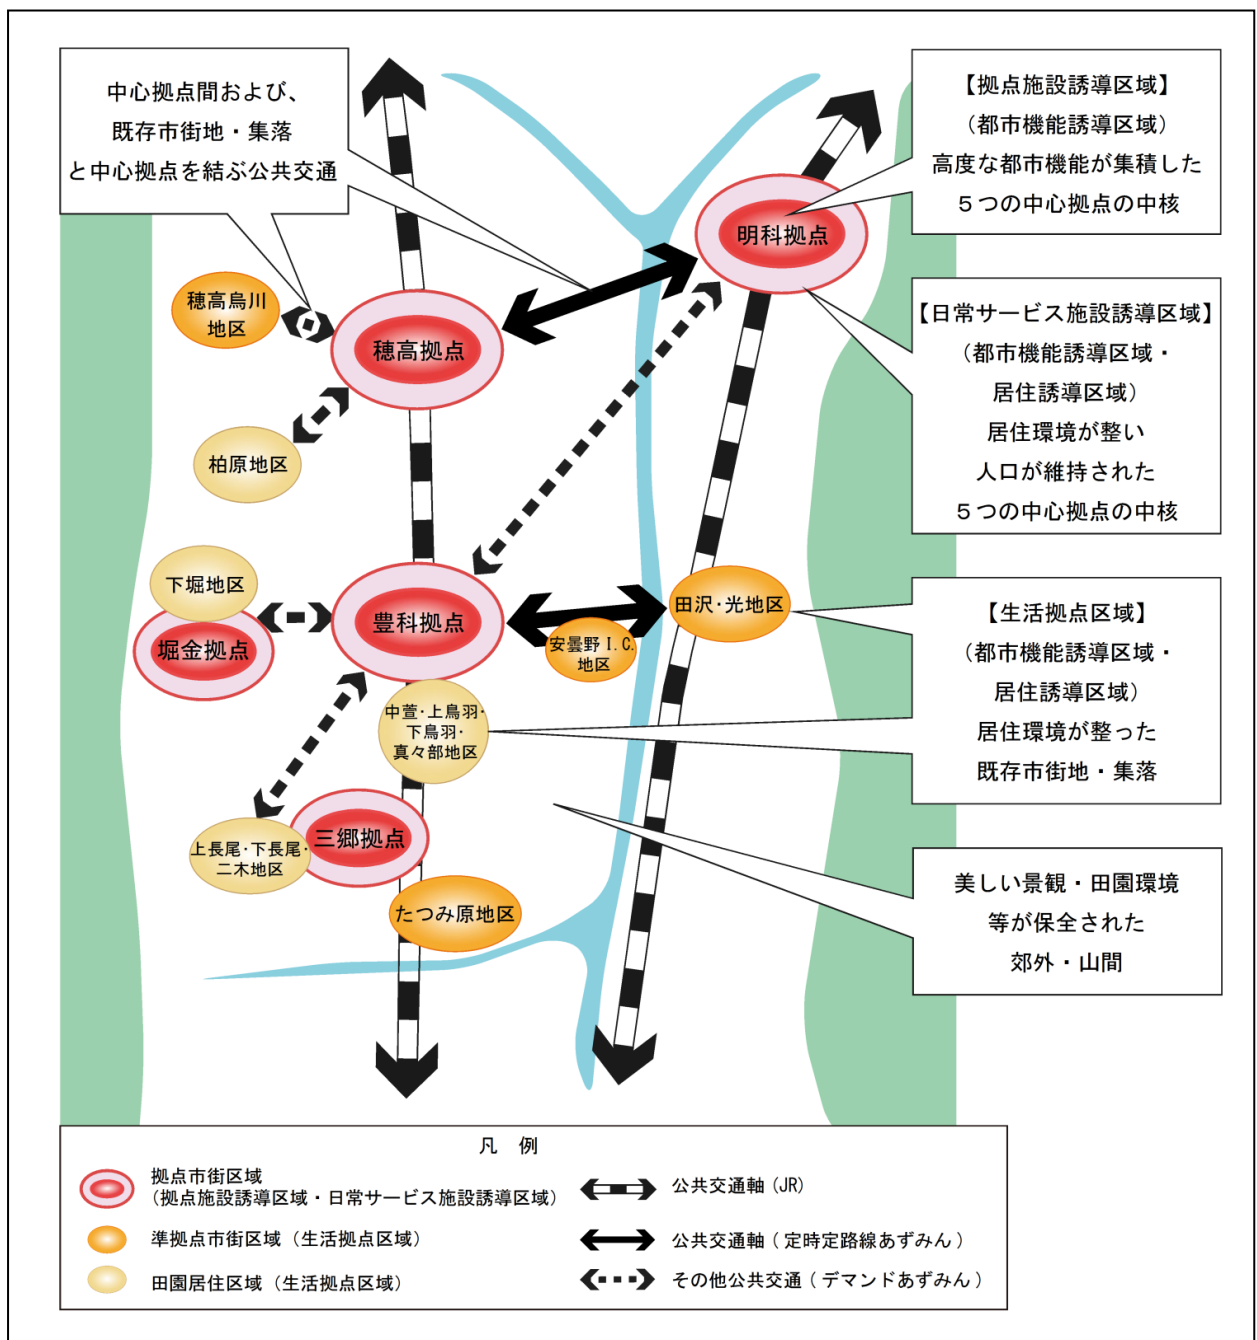 中心拠点間および、
既存市街地・集落
と中心拠点を結ぶ公共交通
【拠点施設誘導区域】
（都市機能誘導区域）
高度な都市機能が集積した
５つの中心拠点の中核
明科拠点
穂高烏川
地区
穂高拠点
【日常サービス施設誘導区域】
（都市機能誘導区域・
居住誘導区域）
居住環境が整い
人口が維持された
５つの中心拠点の中核
柏原地区
下堀地区
堀金拠点
豊科拠点
安曇野 I.C.
地区
田沢・光地区
【生活拠点区域】
（都市機能誘導区域・
居住誘導区域）
居住環境が整った
既存市街地・集落
中萱・上鳥羽・
下鳥羽・
真々部地区
上長尾・下長尾・
二木地区
三郷拠点
たつみ原地区
美しい景観・田園環境
等が保全された
郊外・山間
凡 例
拠点市街区域
（拠点施設誘導区域・日常サービス施設誘導区域）
準拠点市街区域（生活拠点区域）
田園居住区域（生活拠点区域）
公共交通軸（JR）
公共交通軸（定時定路線あずみん）
その他公共交通（デマンドあずみん）